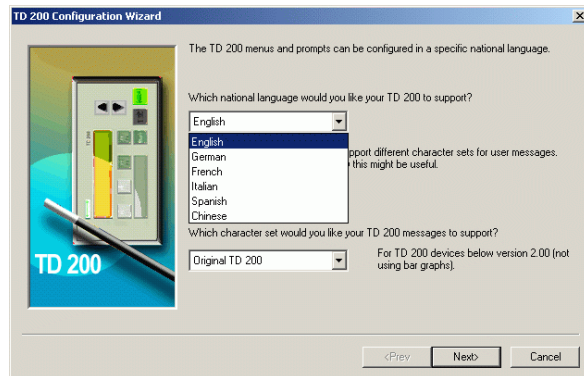 TD 200 Configuration Wizard
The TD 200 menus and prompts can be configured in a specific national language.
Which national language would you like your TD 200 to support?
English
English
German
French
Italian
Spanish
Chinese
pport different character sets for user messages.
this might be useful.
Which character set would you like your TD 200 messages to support?
Original TD 200
For TD 200 devices below version 2.00 (not
using bar graphs).
TD 200
<Prev
Next>
Cancel